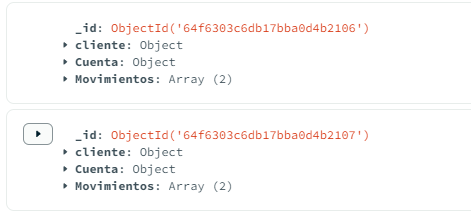 _id: ObjectId('64f6303c6db17bba0d4b2106')
cliente: Object
Cuenta: Object
Movimientos: Array (2)
_id: ObjectId('64f6303c6db17bba0d4b2107')
cliente: Object
Cuenta: Object
Movimientos: Array (2)